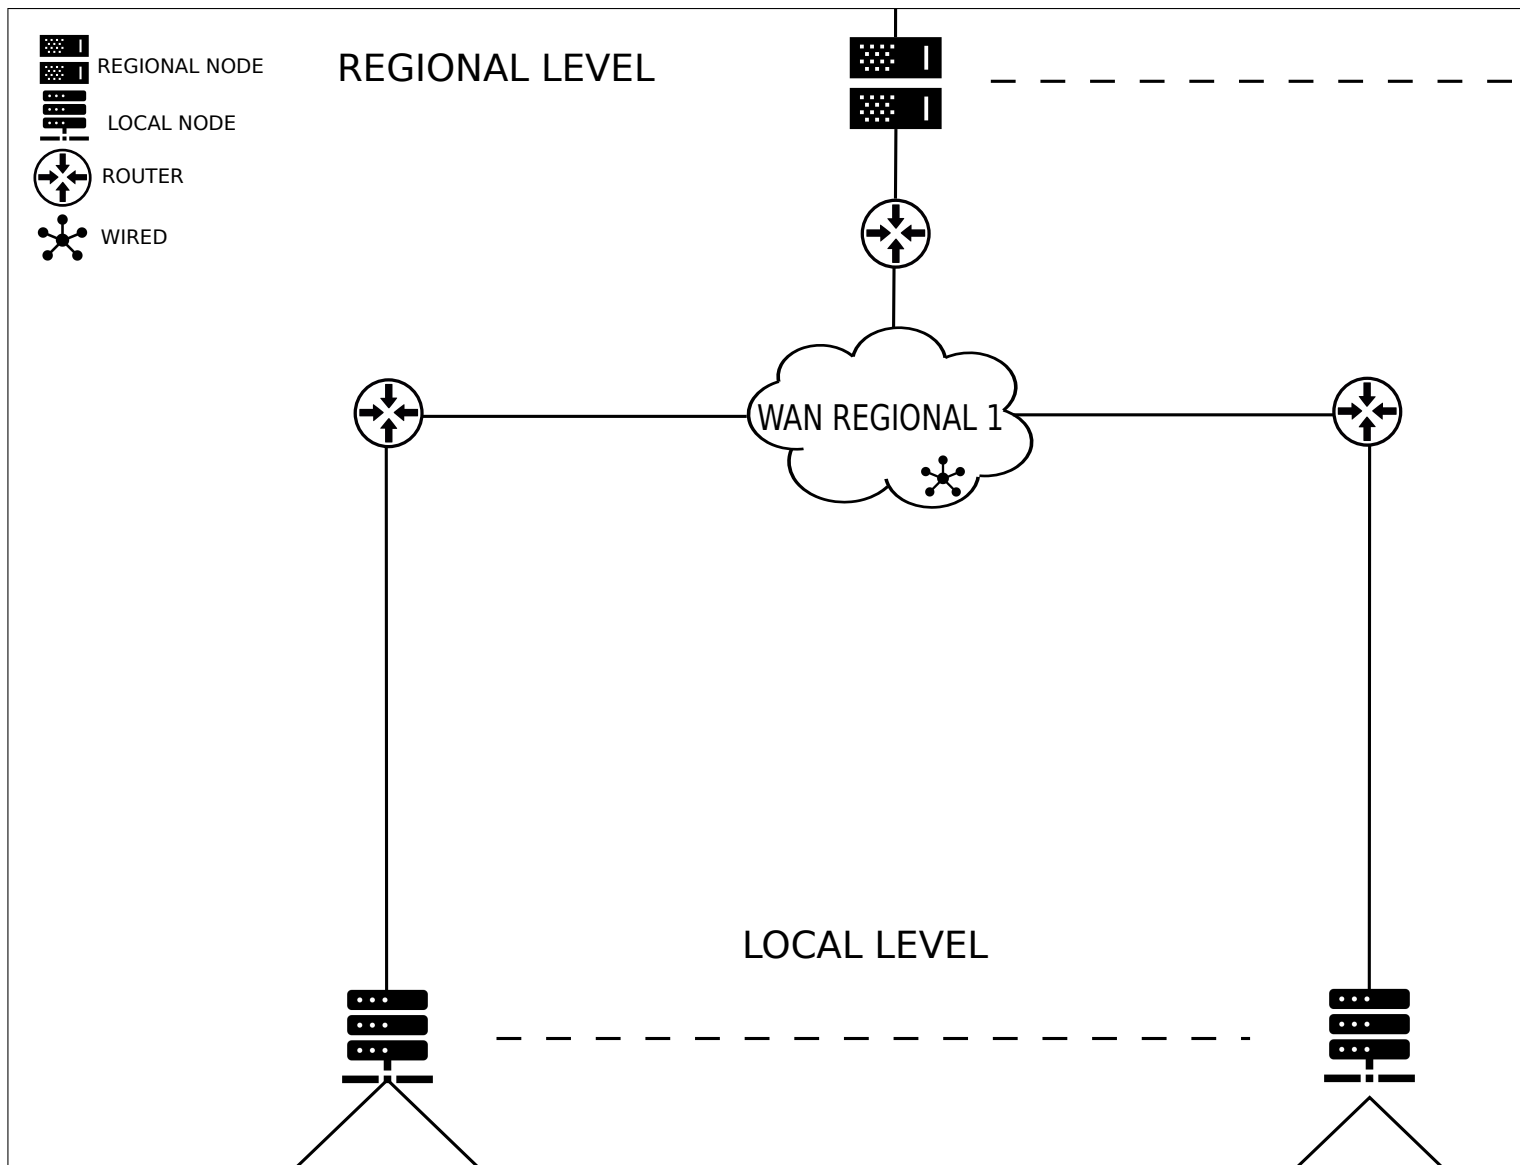 REGIONAL NODE
REGIONAL LEVEL
LOCAL NODE
ROUTER
WIRED
WAN REGIONAL 1
LOCAL LEVEL